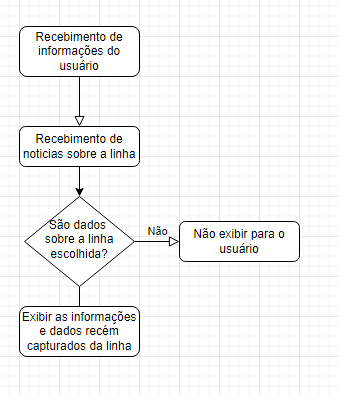 Recebimento de
informações do
usuário
Recebimento de
noticias sobre a linha
São dados
sobre a linha
escolhida?
Não
Não exibir para o
usuário
Exibir as informações
e dados recém
capturados da linha